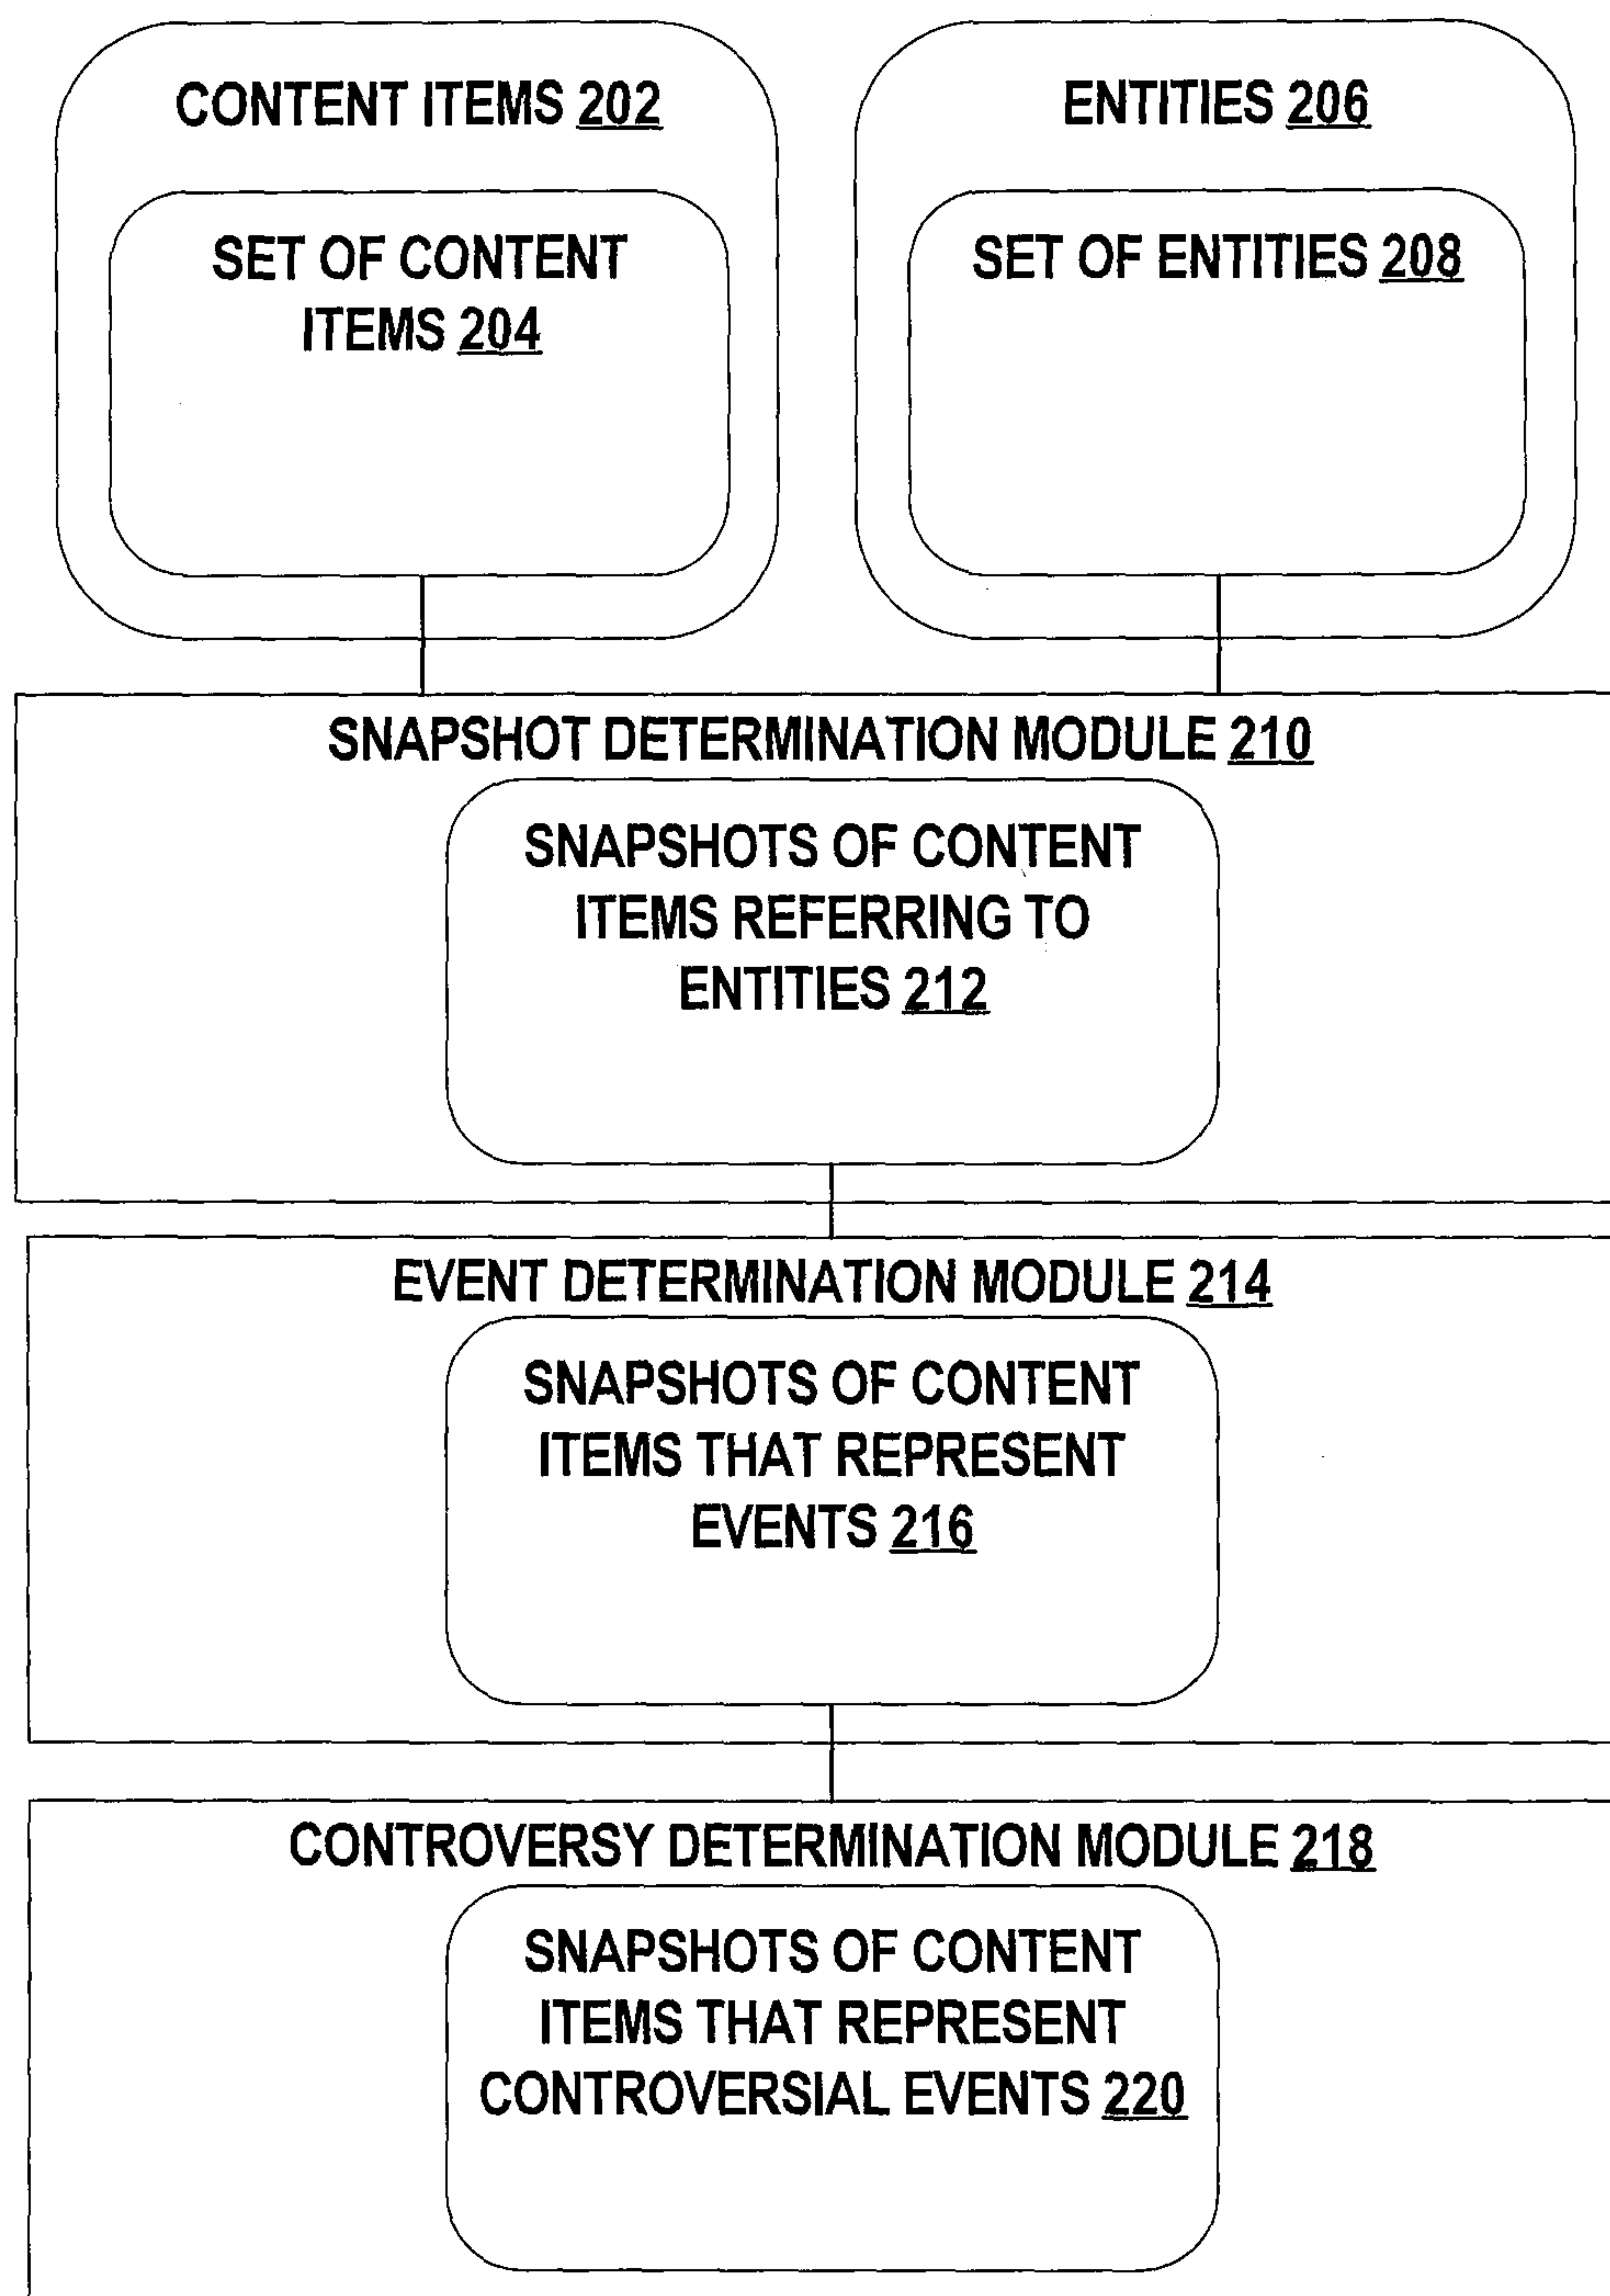 CONTENT ITEMS 202
SET OF CONTENT
ITEMS 204
ENTITIES 206
SET OF ENTITIES 208
SNAPSHOT DETERMINATION MODULE 210
SNAPSHOTS OF CONTENT
ITEMS REFERRING TO
ENTITIES 212
EVENT DETERMINATION MODULE 214
SNAPSHOTS OF CONTENT
ITEMS THAT REPRESENT
EVENTS 216
CONTROVERSY DETERMINATION MODULE 218
SNAPSHOTS OF CONTENT
ITEMS THAT REPRESENT
CONTROVERSIAL EVENTS 220